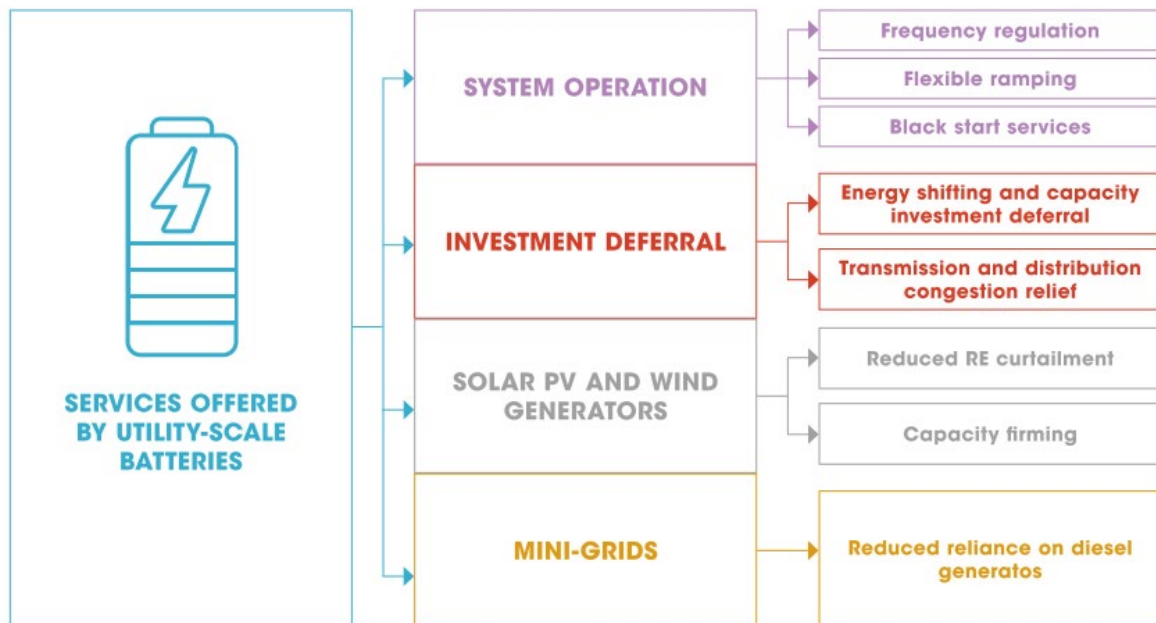 SERVICES OFFERED
BY UTILITY-SCALE
BATTERIES
SYSTEM OPERATION
Frequency regulation
Flexible ramping
Black start services
INVESTMENT DEFERRAL
Energy shifting and capacity
investment deferral
Transmission and distribution
congestion relief
SOLAR PV AND WIND
GENERATORS
Reduced RE curtailment
Capacity firming
MINI-GRIDS
Reduced reliance on diesel
generatos